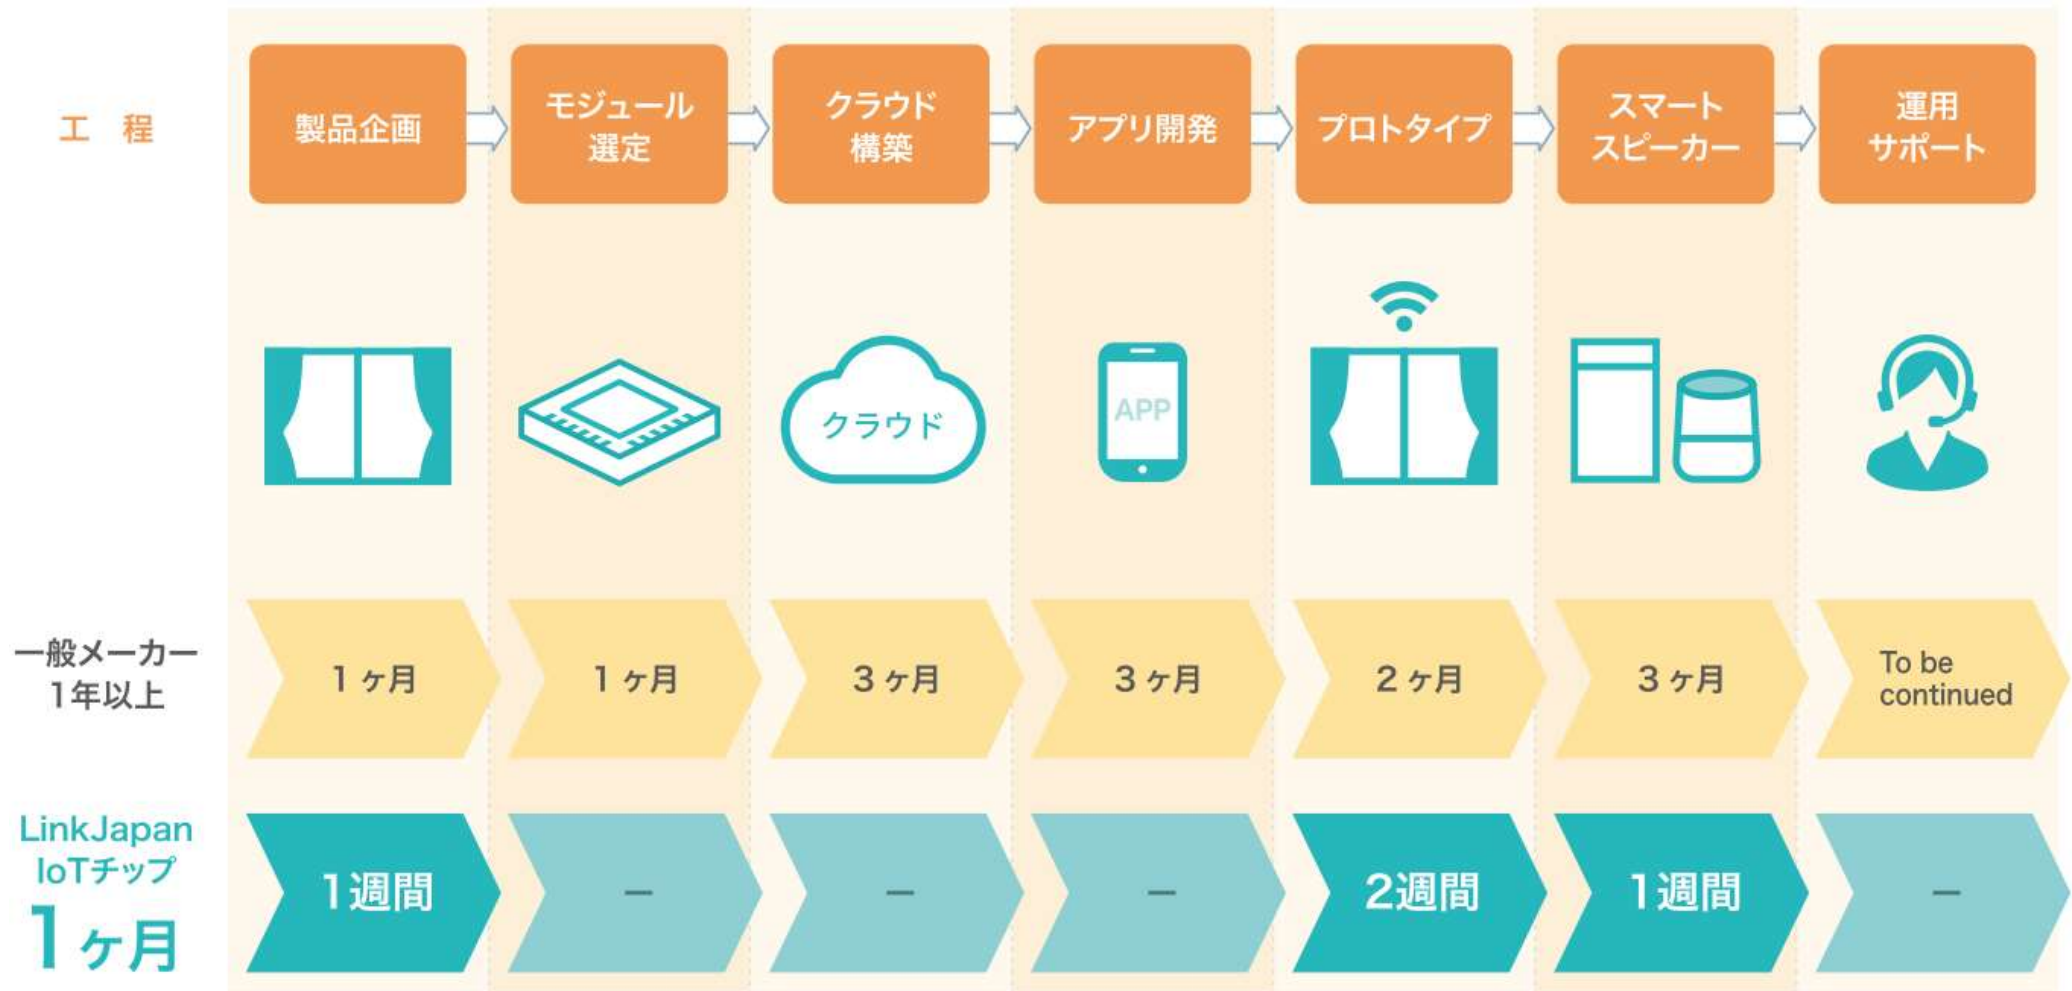 工 程
製品企画
モジュール
選定
クラウド
構築
アプリ開発
プロトタイプ
スマート
スピーカー
運用
サポート
クラウド
APP
一般メーカー
1年以上
1 ヶ月
1 ヶ月
3 ヶ月
3 ヶ月
2 ヶ月
3 ヶ月
To be
continued
LinkJapan
IoTチップ
1ヶ月
1週間
–
–
–
2週間
1週間
–